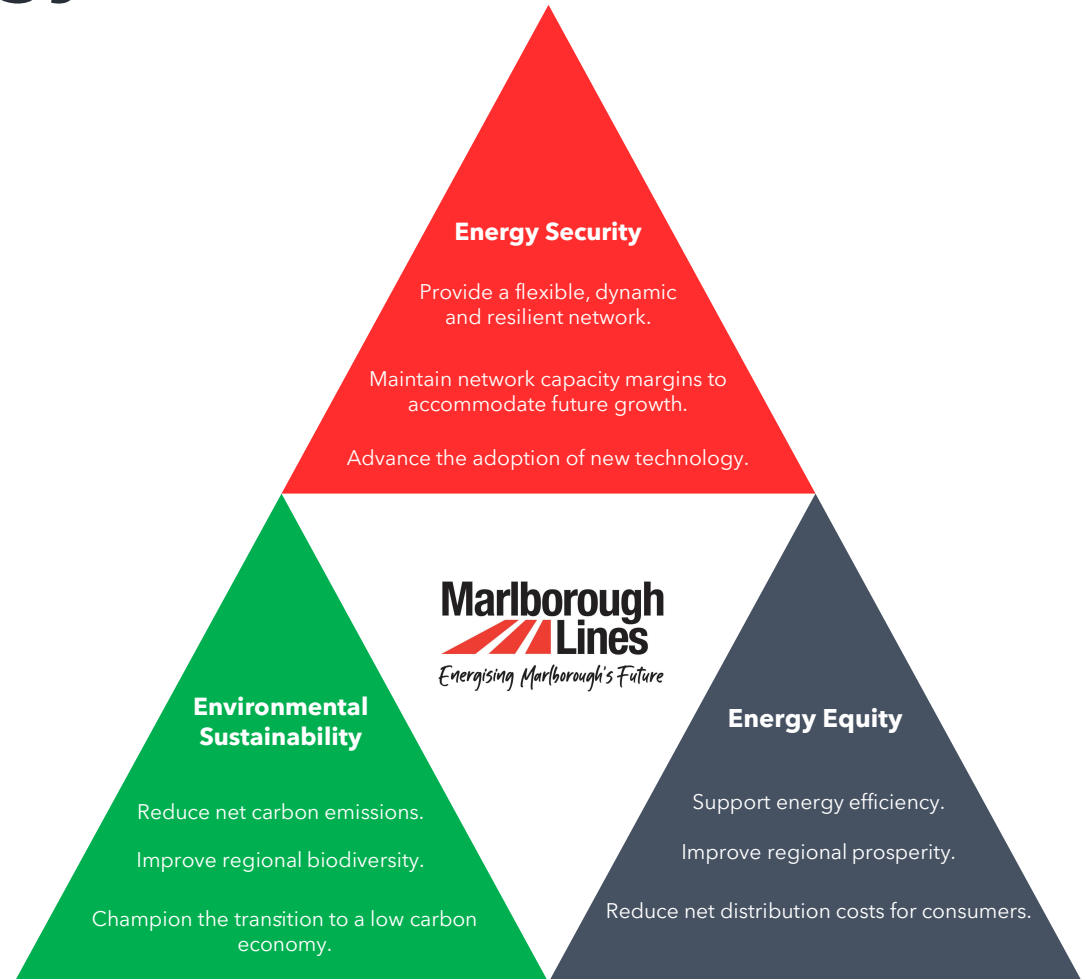 Energy Security
Provide a flexible, dynamic
and resilient network.
Maintain network capacity margins to
accommodate future growth.
Advance the adoption of new technology.
Marlborough
Lines
Energising Marlborough's Future
Environmental
Sustainability
Reduce net carbon emissions.
Improve regional biodiversity.
Champion the transition to a low carbon
economy.
Energy Equity
Support energy efficiency.
Improve regional prosperity.
Reduce net distribution costs for consumers.